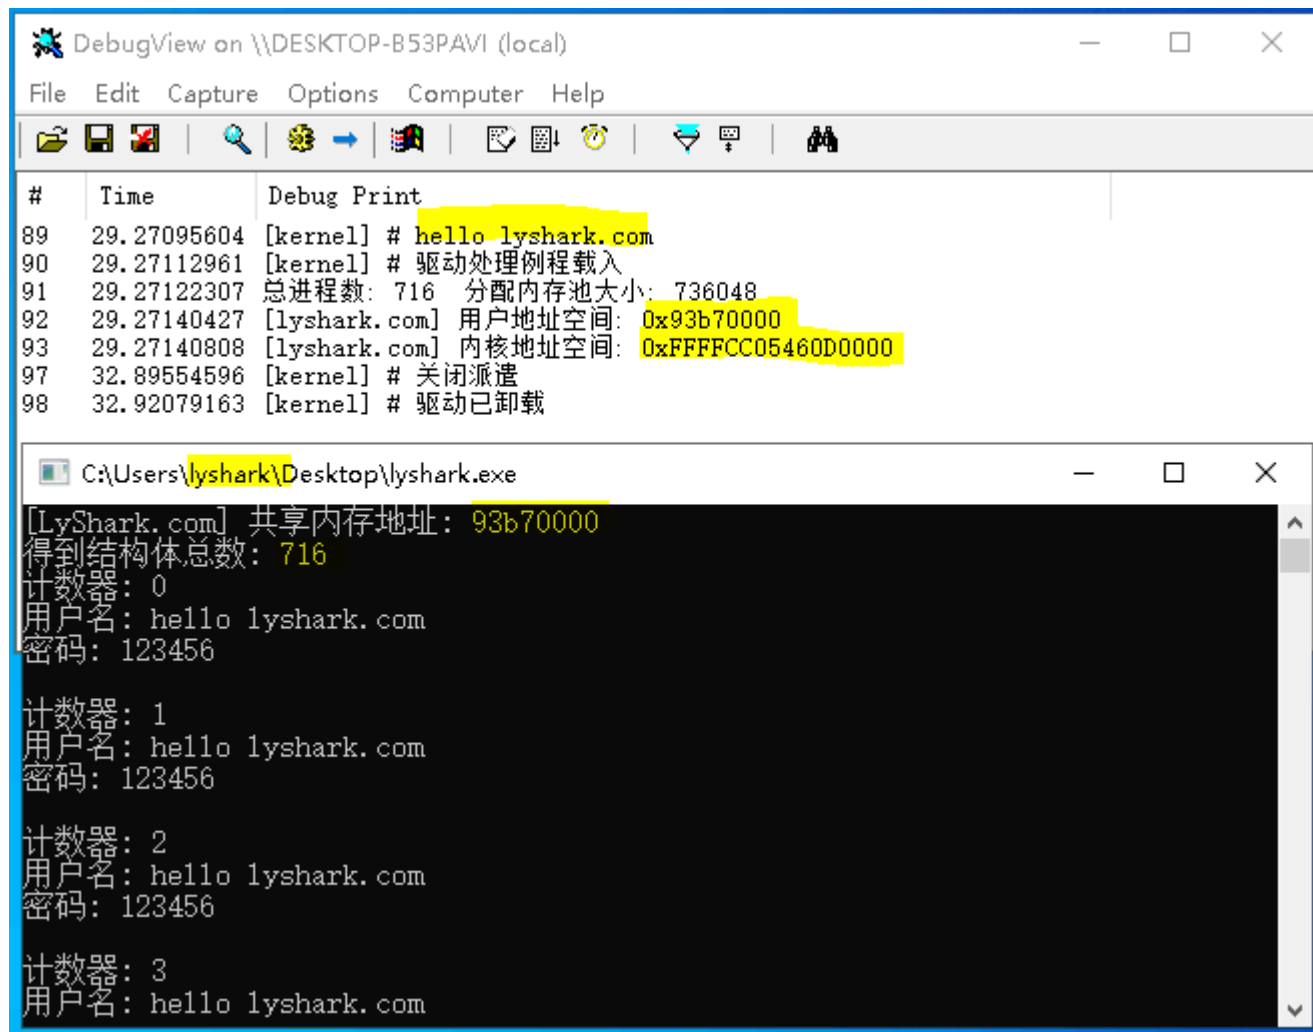 DebugView on \\DESKTOP-B53PAVI (local)
File Edit Capture Options Computer Help
# Time Debug Print
89 29.27095604 [kernel] # hello lyshark.com
90 29.27112961 [kernel] # 驱动处理例程载入
91 29.27122307 总进程数: 716 分配内存池大小: 736048
92 29.27140427 [lyshark.com] 用户地址空间: 0x93b70000
93 29.27140808 [lyshark.com] 内核地址空间: 0xFFFFCC05460D0000
97 32.89554596 [kernel] # 关闭派遣
98 32.92079163 [kernel] # 驱动已卸载
C:\Users\lyshark\Desktop\lyshark.exe
[LyShark.com] 共享内存地址: 93b70000
得到结构体总数: 716
计数器: 0
用户名: hello lyshark.com
密码: 123456
计数器: 1
用户名: hello lyshark.com
密码: 123456
计数器: 2
用户名: hello lyshark.com
密码: 123456
计数器: 3
用户名: hello lyshark.com